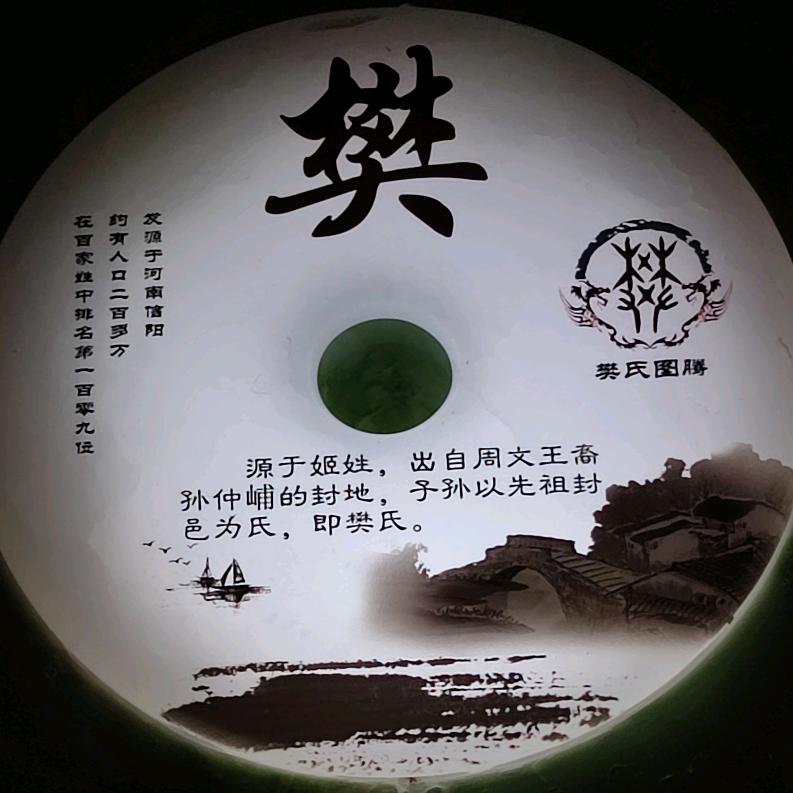 樊
发源于河南信阳
约有人口二百多万
在百家姓中排名第一百零九位
樊氏图腾
源于姬姓，出自周文王裔
孙仲峬的封地，子孙以先祖封
邑为氏，即樊氏。